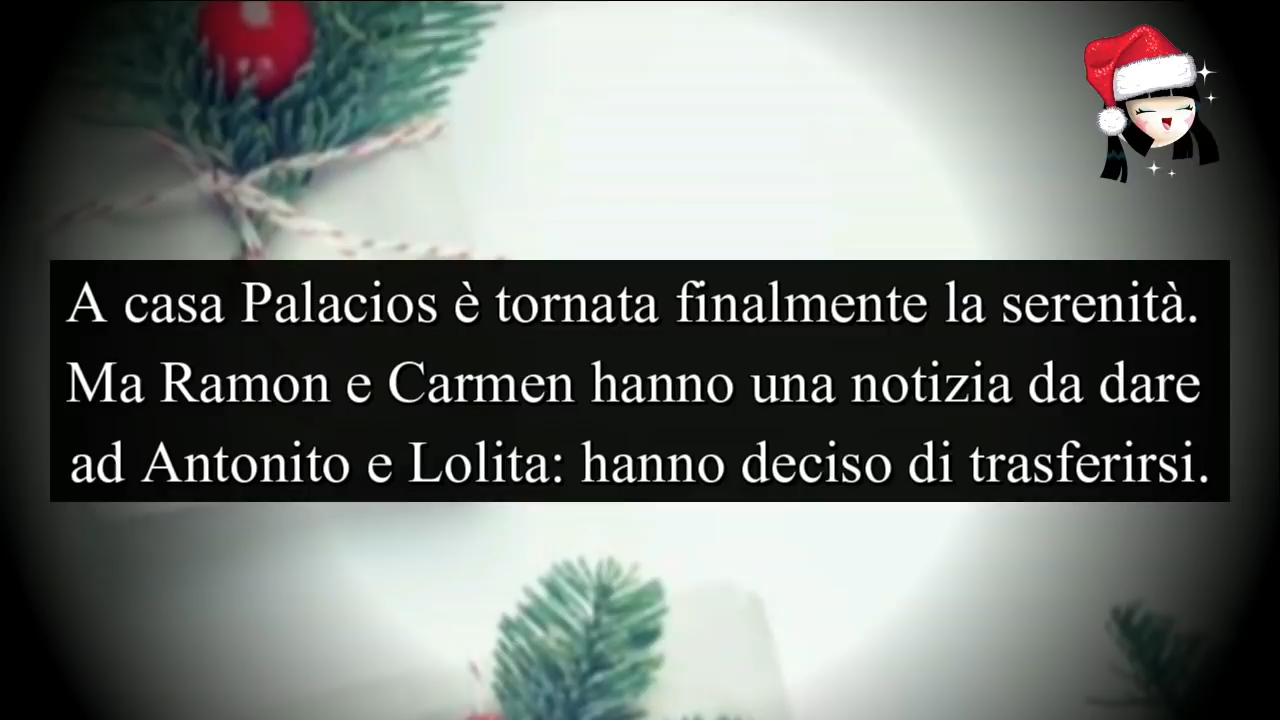 A casa Palacios è tornata finalmente la serenità.
Ma Ramon e Carmen hanno una notizia da dare
ad Antonito e Lolita: hanno deciso di trasferirsi.